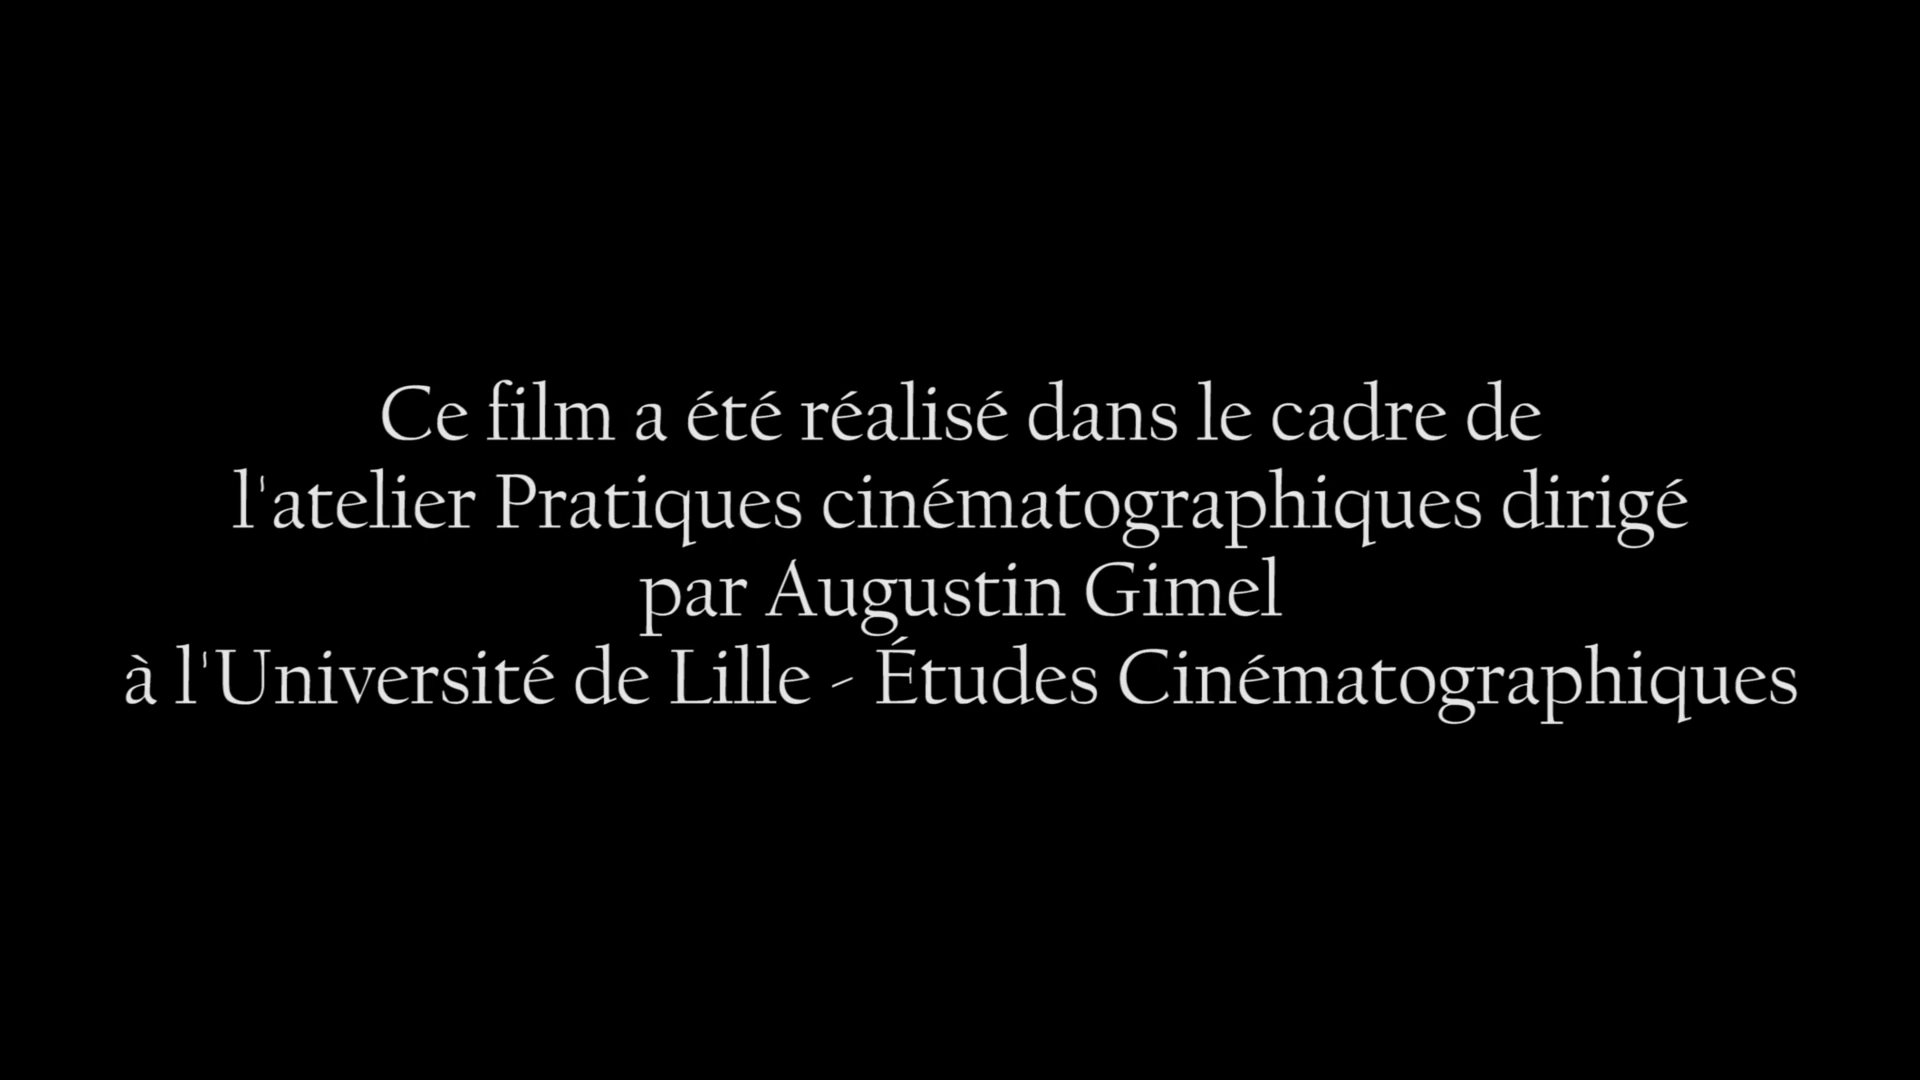 Ce film a été réalisé dans le cadre de
l'atelier Pratiques cinématographiques dirigé
par Augustin Gimel
à l'Université de Lille - Études Cinématographiques